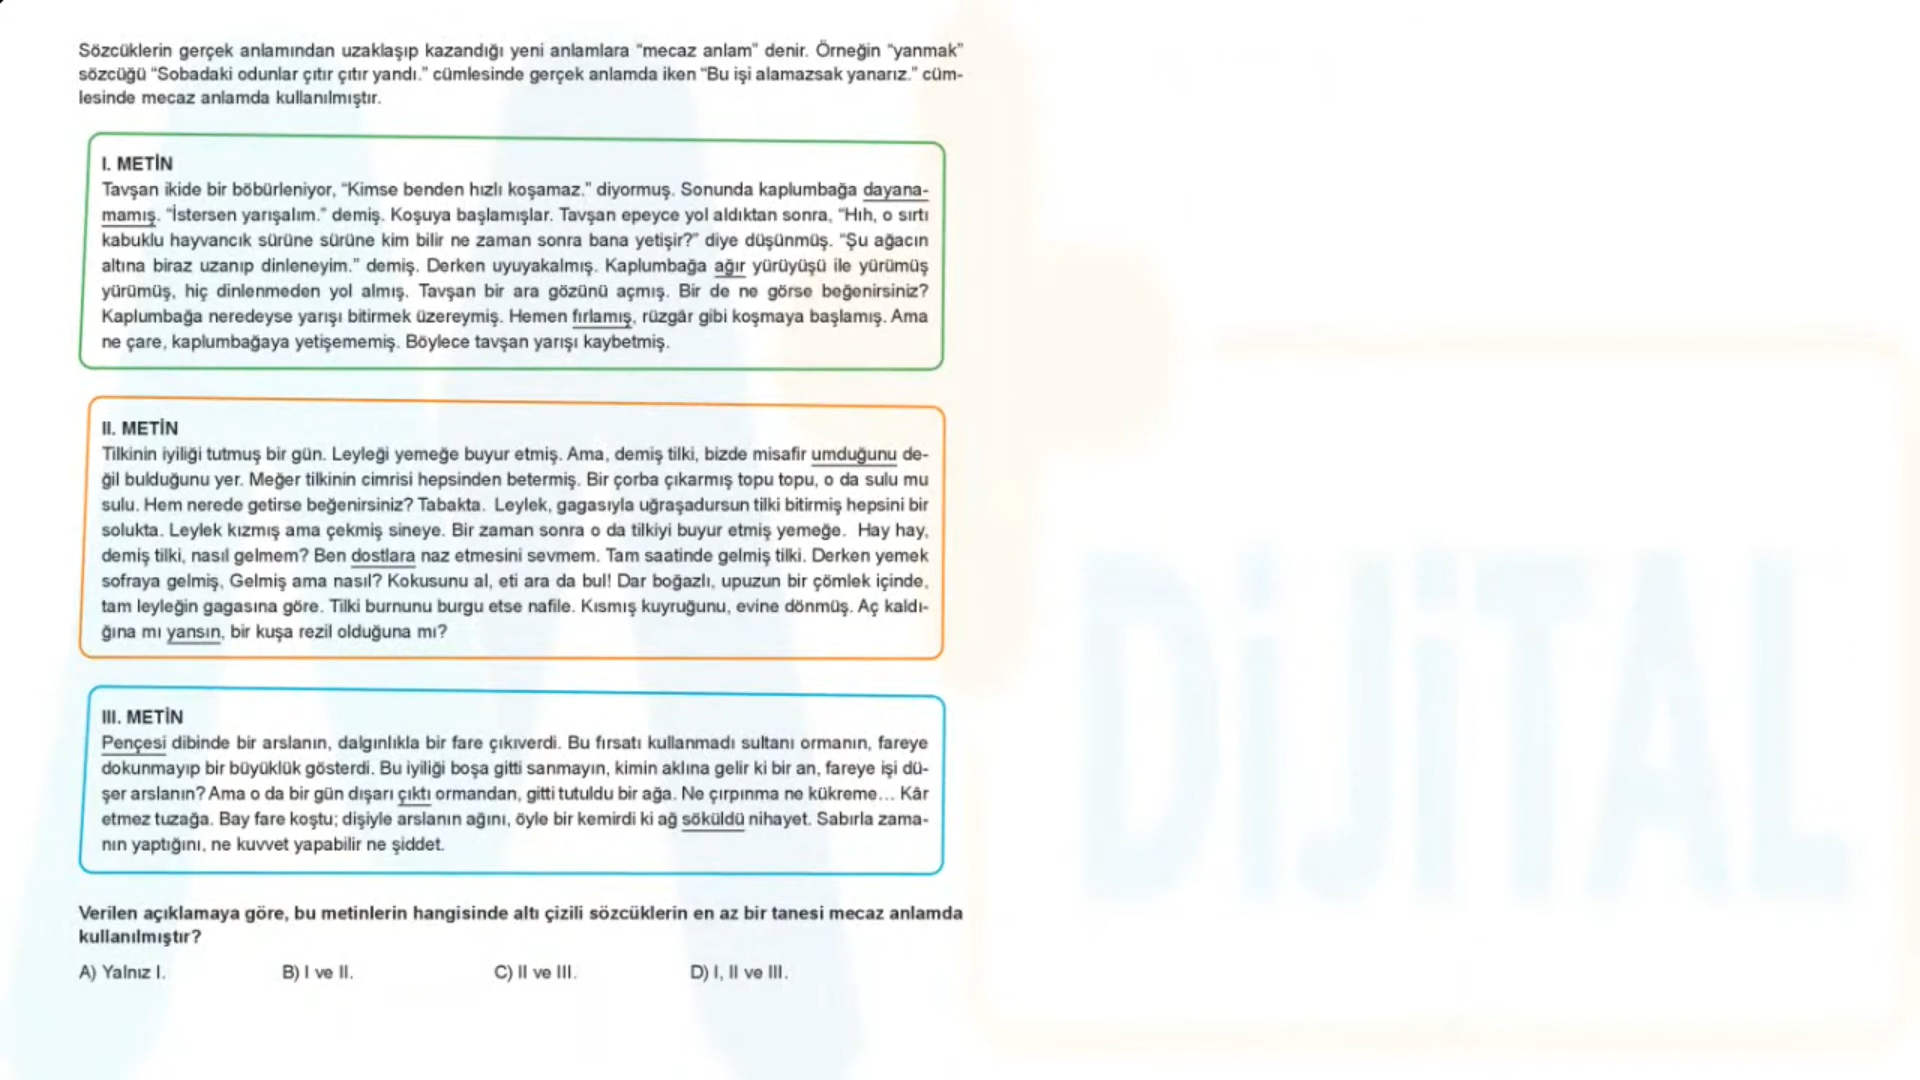 Sözcüklerin gerçek anlamından uzaklaşıp kazandığı yeni anlamlara “mecaz anlam” denir. Örneğin “yanmak”
sözcüğü “Sobadaki odunlar çıtır çıtır yandı.” cümlesinde gerçek anlamda iken “Bu işi alamazsak yanarız.” cüm-
lesinde mecaz anlamda kullanılmıştır.
I. METİN
Tavşan ikide bir böbürleniyor, “Kimse benden hızlı koşamaz.” diyormuş. Sonunda kaplumbağa dayana-
mamış. “İstersen yarışalım.” demiş. Koşuya başlamışlar. Tavşan epeyce yol aldıktan sonra, “Hıh, o sırtı
kabuklu hayvancık sürüne sürüne kim bilir ne zaman sonra bana yetişir?” diye düşünmüş. “Şu ağacın
altına biraz uzanıp dinleneyim.” demiş. Derken uyuyakalmış. Kaplumbağa ağır yürüyüşü ile yürümüş
yürümüş, hiç dinlenmeden yol almış. Tavşan bir ara gözünü açmış. Bir de ne görse beğenirsiniz?
Kaplumbağa neredeyse yarışı bitirmek üzereymiş. Hemen fırlamış, rüzgâr gibi koşmaya başlamış. Ama
ne çare, kaplumbağaya yetişememiş. Böylece tavşan yarışı kaybetmiş.
II. METİN
Tilkinin iyiliği tutmuş bir gün. Leyleği yemeğe buyur etmiş. Ama, demiş tilki, bizde misafir umduğunu de-
ğil bulduğunu yer. Meğer tilkinin cimrisi hepsinden betermiş. Bir çorba çıkarmış topu topu, o da sulu mu
sulu. Hem nerede getirse beğenirsiniz? Tabakta. Leylek, gagasıyla uğraşadursun tilki bitirmiş hepsini bir
solukta. Leylek kızmış ama çekmiş sineye. Bir zaman sonra o da tilkiyi buyur etmiş yemeğe. Hay hay,
demiş tilki, nasıl gelmem? Ben dostlara naz etmesini sevmem. Tam saatinde gelmiş tilki. Derken yemek
sofraya gelmiş, Gelmiş ama nasıl? Kokusunu al, eti ara da bul! Dar boğazlı, upuzun bir çömlek içinde,
tam leyleğin gagasına göre. Tilki burnunu burgu etse nafile. Kısmış kuyruğunu, evine dönmüş. Aç kaldı-
ğına mı yansın, bir kuşa rezil olduğuna mı?
III. METİN
Pençesi dibinde bir arslanın, dalgınlıkla bir fare çıkıverdi. Bu fırsatı kullanmadı sultanı ormanın, fareye
dokunmayıp bir büyüklük gösterdi. Bu iyiliği boşa gitti sanmayın, kimin aklına gelir ki bir an, fareye işi dü-
şer arslanın? Ama o da bir gün dışarı çıktı ormandan, gitti tutuldu bir ağa. Ne çırpınma ne kükreme... Kâr
etmez tuzağa. Bay fare koştu; dişiyle arslanın ağını, öyle bir kemirdi ki ağ söküldü nihayet. Sabırla zama-
nın yaptığını, ne kuvvet yapabilir ne şiddet.
Verilen açıklamaya göre, bu metinlerin hangisinde altı çizili sözcüklerin en az bir tanesi mecaz anlamda
kullanılmıştır?
A) Yalnız I. B) I ve II. C) II ve III. D) I, II ve III.
DİJİTAL